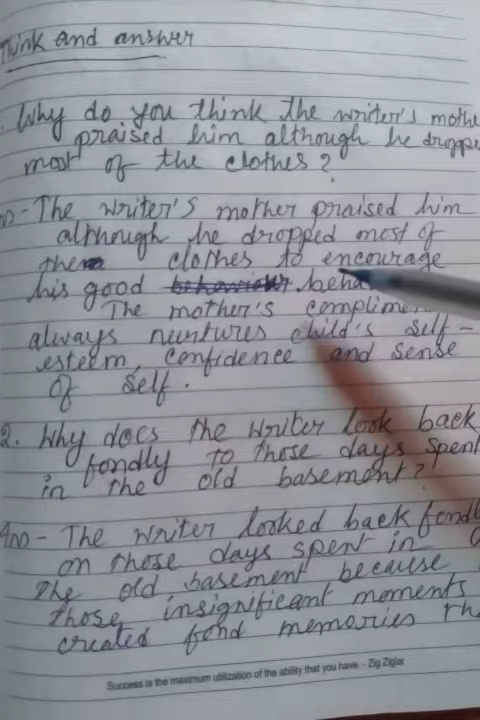 Think and answer
Why do you think the writer's
praised him although he
most of the clothes?
- The writer's mother praised him
although he dropped most of
the clothes to encourage
his good
The mother's
always nurtures child's self-
esteem, confidence and sense
of self.
2. Why does the writer look back
fondly to those days spent
in the old basement?
Ans - The writer looked back
on those days spent in
the old basement because
those insignificant moments
created fond memories
Success is the maximum utilization of the ability that you have. - Zig Ziglar